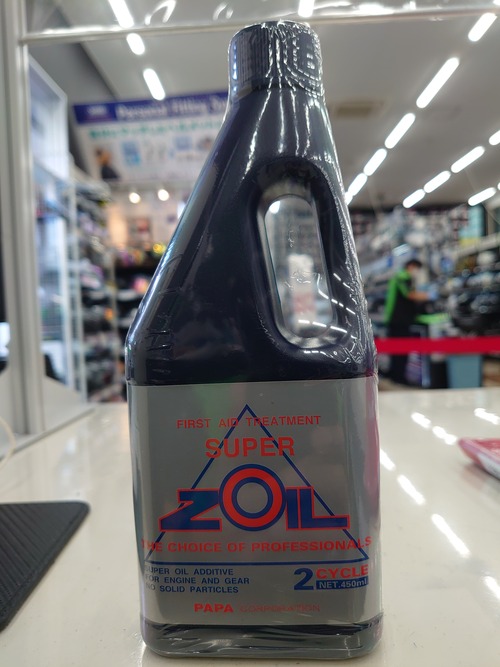 FIRST AID TREATMENT
SUPER
ZOIL
THE CHOICE OF PROFESSIONALS
SUPER OIL ADDITIVE
FOR ENGINE AND GEAR
NO SOLID PARTICLES
2 CYCLE
NET.450ml
PAPA CORPORATION